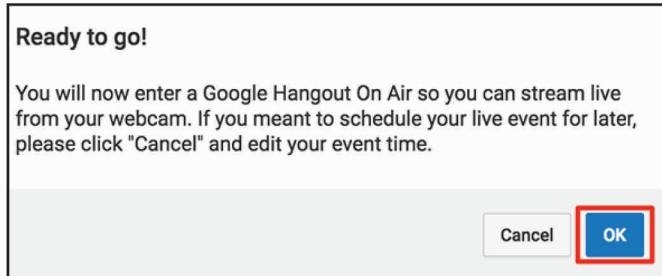 Ready to go!
You will now enter a Google Hangout On Air so you can stream live
from your webcam. If you meant to schedule your live event for later,
please click "Cancel" and edit your event time.
Cancel
OK